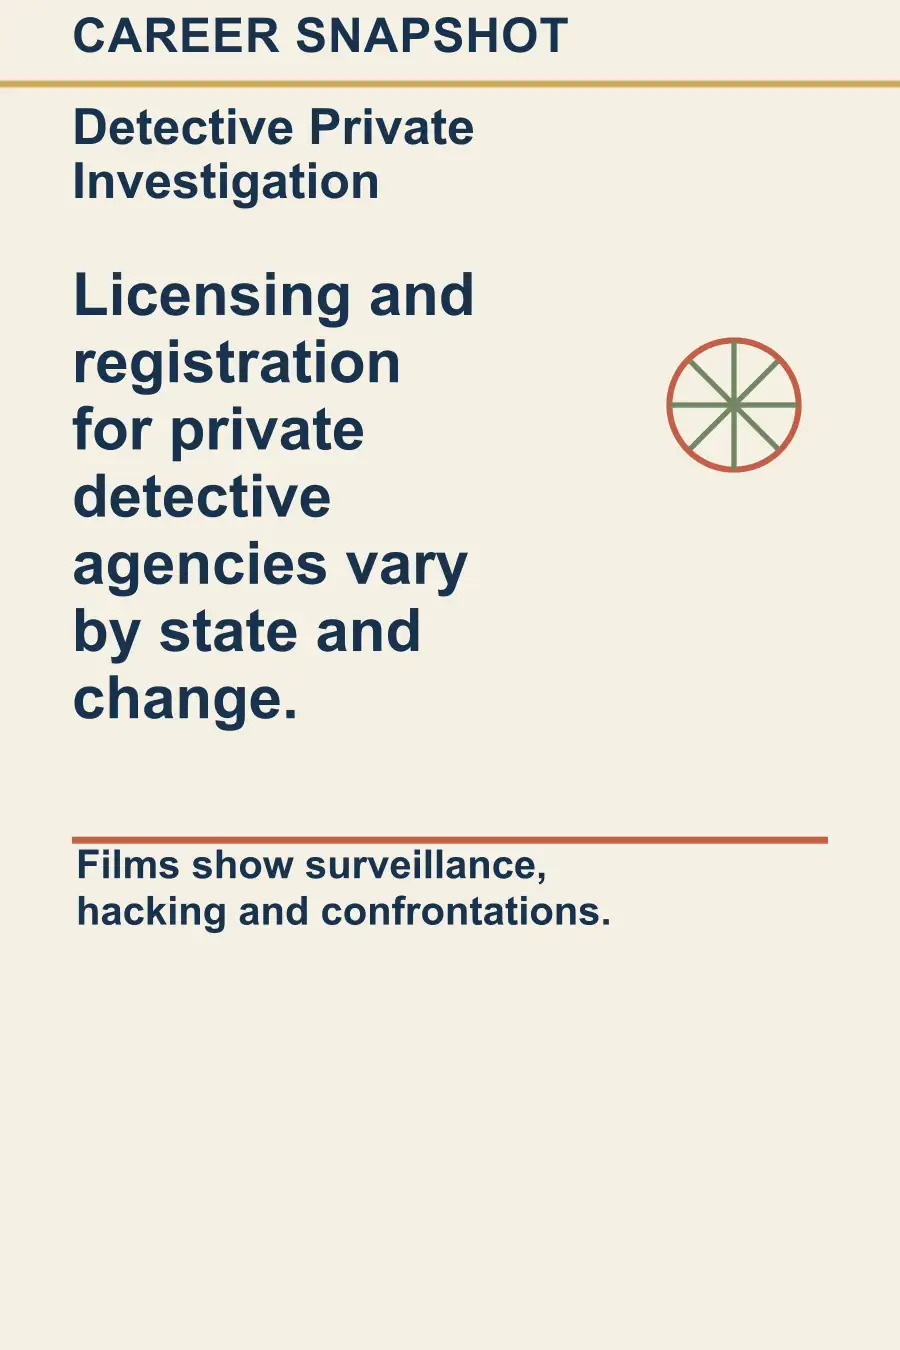 CAREER SNAPSHOT
Detective Private
Investigation
Licensing and
registration
for private
detective
agencies vary
by state and
change.
Films show surveillance,
hacking and confrontations.